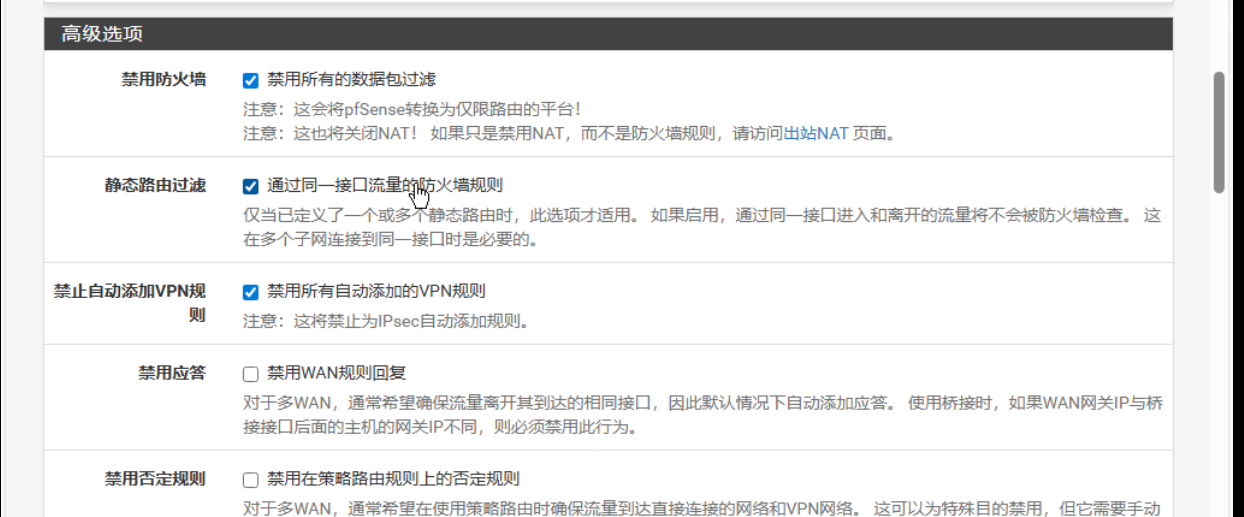 高级选项
禁用防火墙
禁用所有的数据包过滤
注意：这会将pfSense转换为仅限路由的平台！
注意：这也将关闭NAT！ 如果只是禁用NAT，而不是防火墙规则，请访问出站NAT 页面。
静态路由过滤
通过同一接口流量的防火墙规则
仅当已定义了一个或多个静态路由时，此选项才适用。 如果启用，通过同一接口进入和离开的流量将不会被防火墙检查。 这
在多个子网连接到同一接口时是必要的。
禁止自动添加VPN规
则
禁用所有自动添加的VPN规则
注意：这将禁止为IPsec自动添加规则。
禁用应答
禁用WAN规则回复
对于多WAN，通常希望确保流量离开其到达的相同接口，因此默认情况下自动添加应答。 使用桥接时，如果WAN网关IP与桥
接接口后面的主机的网关IP不同，则必须禁用此行为。
禁用否定规则
禁用在策略路由规则上的否定规则
对于多WAN，通常希望在使用策略路由时确保流量到达直接连接的网络和VPN网络。 这可以为特殊目的禁用，但它需要手动